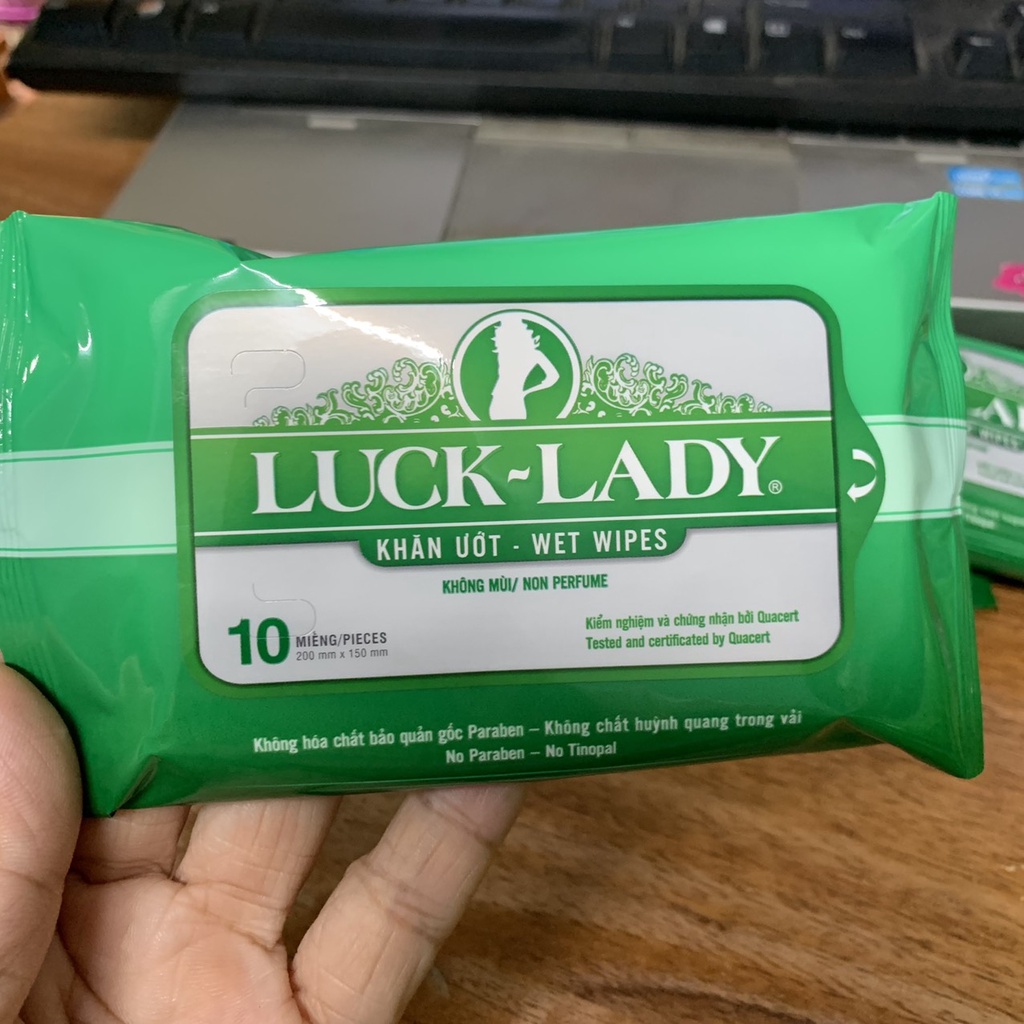 LUCK~LADY®
KHĂN ƯỚT - WET WIPES
KHÔNG MÙI/ NON PERFUME
10 MIẾNG/PIECES
200 mm x 150 mm
Kiểm nghiệm và chứng nhận bởi Quacert
Tested and certificated by Quacert
Không hóa chất bảo quản gốc Paraben – Không chất huỳnh quang trong vải
No Paraben – No Tinopal